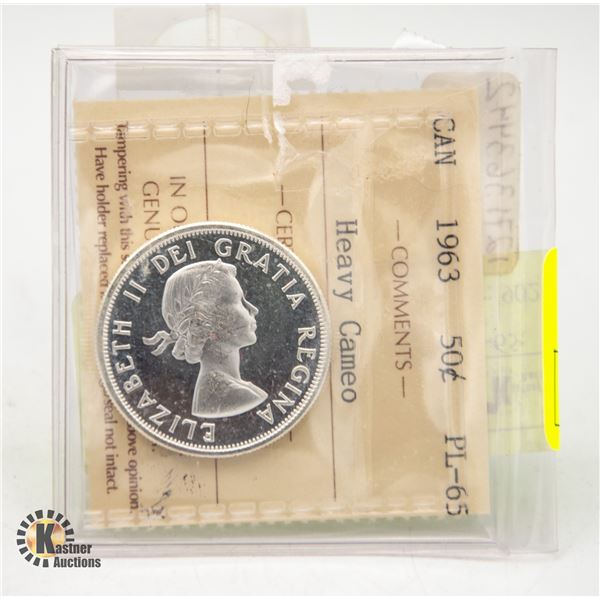 CAN 1963 50¢ PL-65
— COMMENTS —
Heavy Cameo
— CER
IN O
GENU
Tampering with this s
Have holder replaced
seal not intact.
ove opinion.
ELIZABETH II DEI GRATIA REGINA
Kastner
Auctions